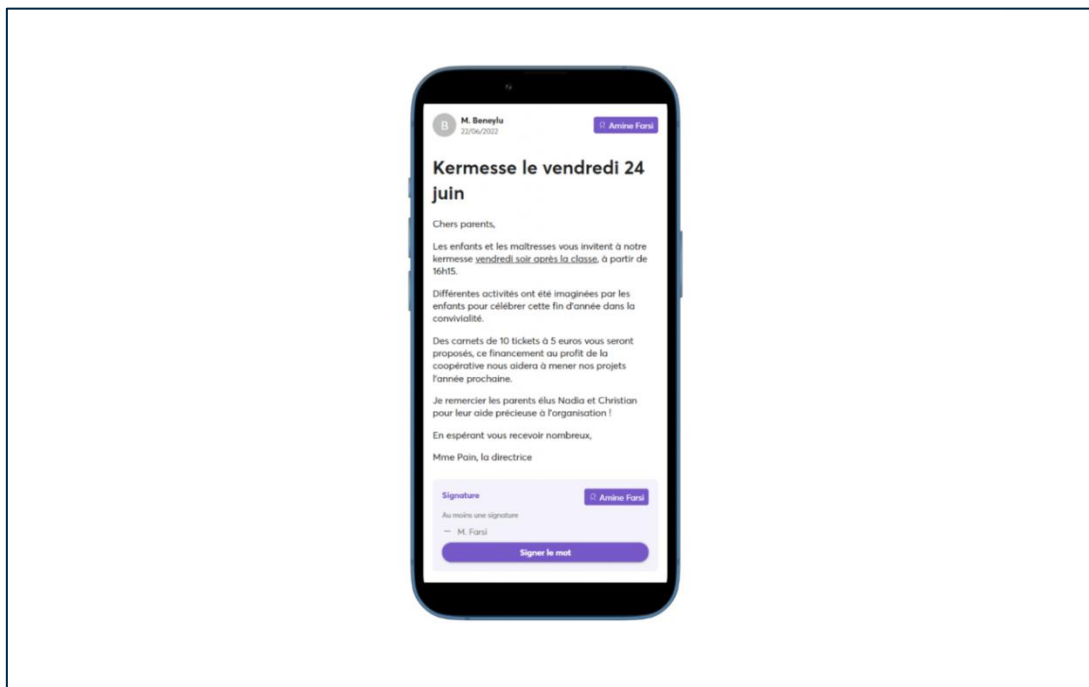 B
M. Beneylu
22/06/2022
Amine Farsi
Kermesse le vendredi 24
juin
Chers parents,
Les enfants et les maîtresses vous invitent à notre
kermesse vendredi soir après la classe, à partir de
16h15.
Différentes activités ont été imaginées par les
enfants pour célébrer cette fin d'année dans la
convivialité.
Des carnets de 10 tickets à 5 euros vous seront
proposés, ce financement au profit de la
coopérative nous aidera à mener nos projets
l'année prochaine.
Je remercier les parents élus Nadia et Christian
pour leur aide précieuse à l'organisation !
En espérant vous recevoir nombreux,
Mme Pain, la directrice
Signature
Amine Farsi
Au moins une signature
— M. Farsi
Signer le mot